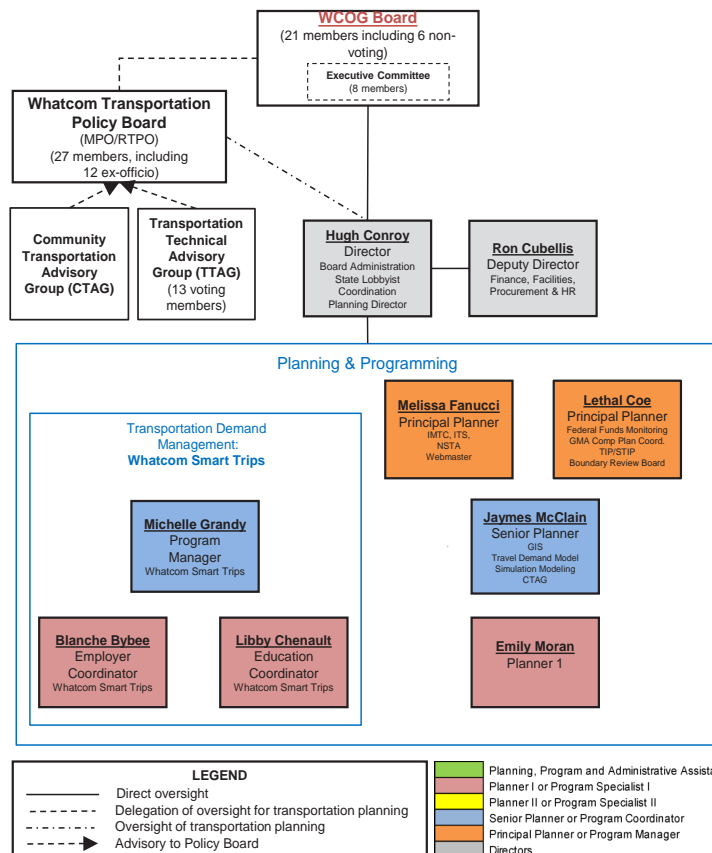 WCOG Board
(21 members including 6 non-
voting)
Executive Committee
(8 members)
Whatcom Transportation
Policy Board
(MPO/RTPO)
(27 members, including
12 ex-officio)
Community
Transportation
Advisory
Group (CTAG)
Transportation
Technical
Advisory
Group (TTAG)
(13 voting
members)
Hugh Conroy
Director
Board Administration
State Lobbyist
Coordination
Planning Director
Ron Cubellis
Deputy Director
Finance, Facilities,
Procurement & HR
Planning & Programming
Transportation Demand
Management:
Whatcom Smart Trips
Michelle Grandy
Program
Manager
Whatcom Smart Trips
Blanche Bybee
Employer
Coordinator
Whatcom Smart Trips
Libby Chenault
Education
Coordinator
Whatcom Smart Trips
Melissa Fanucci
Principal Planner
IMTC, ITS,
NSTA
Webmaster
Lethal Coe
Principal Planner
Federal Funds Monitoring
GMA Comp Plan Coord.
TIP/STIP
Boundary Review Board
Jaymes McClain
Senior Planner
GIS
Travel Demand Model
Simulation Modeling
CTAG
Emily Moran
Planner 1
LEGEND
Direct oversight
Delegation of oversight for transportation planning
Oversight of transportation planning
Advisory to Policy Board
Planning, Program and Administrative Assista
Planner I or Program Specialist I
Planner II or Program Specialist II
Senior Planner or Program Coordinator
Principal Planner or Program Manager
Directors